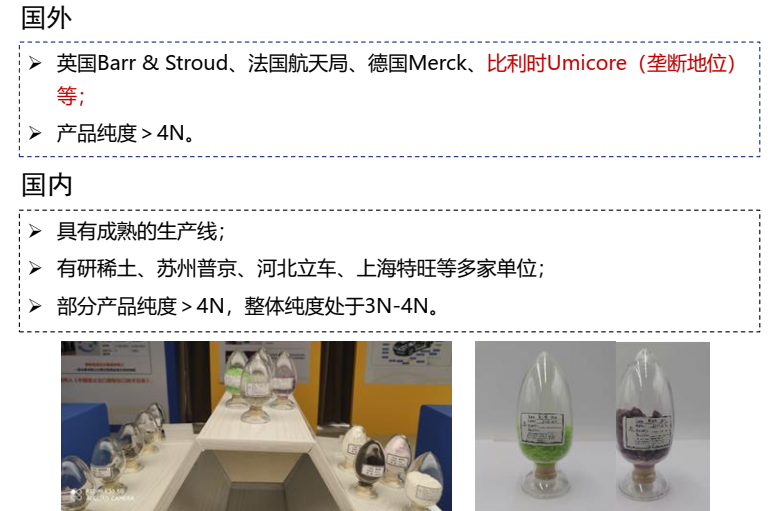 国外
➢ 英国Barr & Stroud、法国航天局、德国Merck、比利时Umicore（垄断地位）
等；
➢ 产品纯度＞4N。
国内
➢ 具有成熟的生产线；
➢ 有研稀土、苏州普京、河北立车、上海特旺等多家单位；
➢ 部分产品纯度＞4N，整体纯度处于3N-4N。